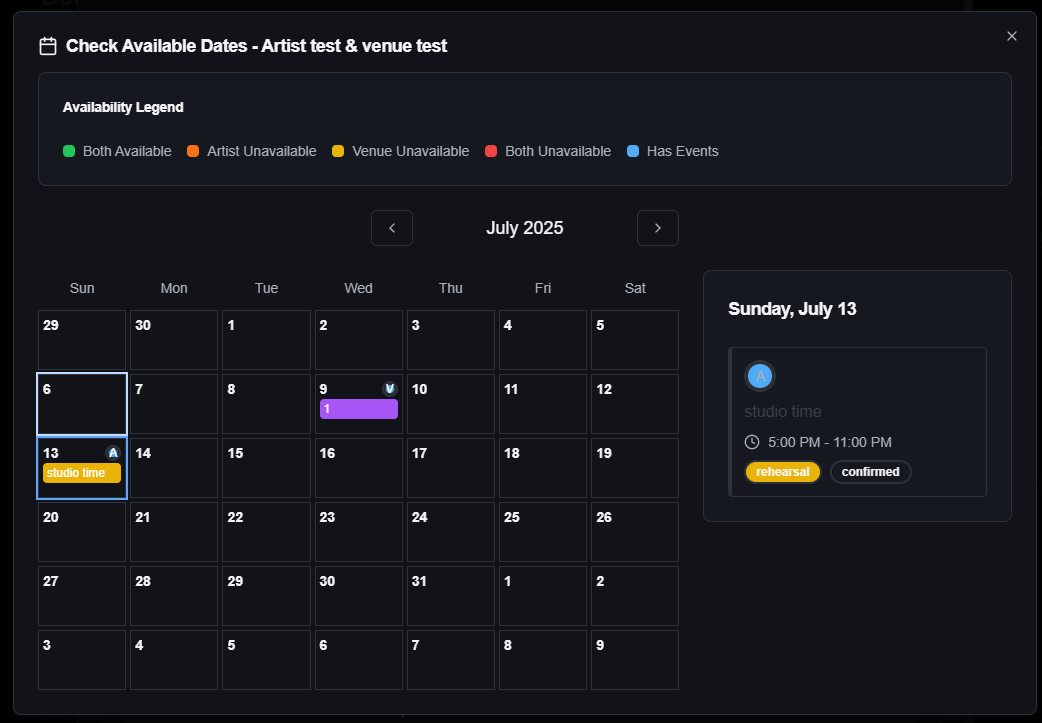 Check Available Dates - Artist test & venue test
Availability Legend
Both Available Artist Unavailable Venue Unavailable Both Unavailable Has Events
July 2025
Sun Mon Tue Wed Thu Fri Sat
29 30 1 2 3 4 5
6 7 8 9 V 10 11 12
1
13 A 14 15 16 17 18 19
studio time
20 21 22 23 24 25 26
27 28 29 30 31 1 2
3 4 5 6 7 8 9
Sunday, July 13
A
studio time
5:00 PM - 11:00 PM
rehearsal confirmed